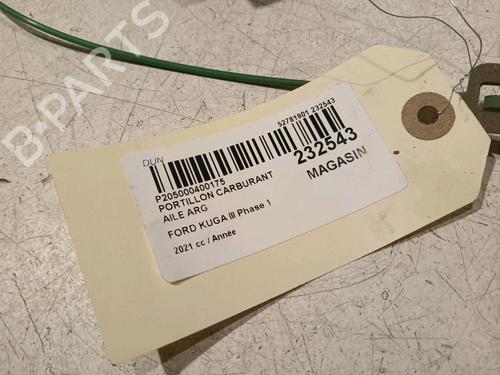 B-PARTS
DUN
52781901 232543
P205000400175
PORTILLON CARBURANT
AILE ARG
232543
FORD KUGA III Phase 1
MAGASIN
2021 cc / Année